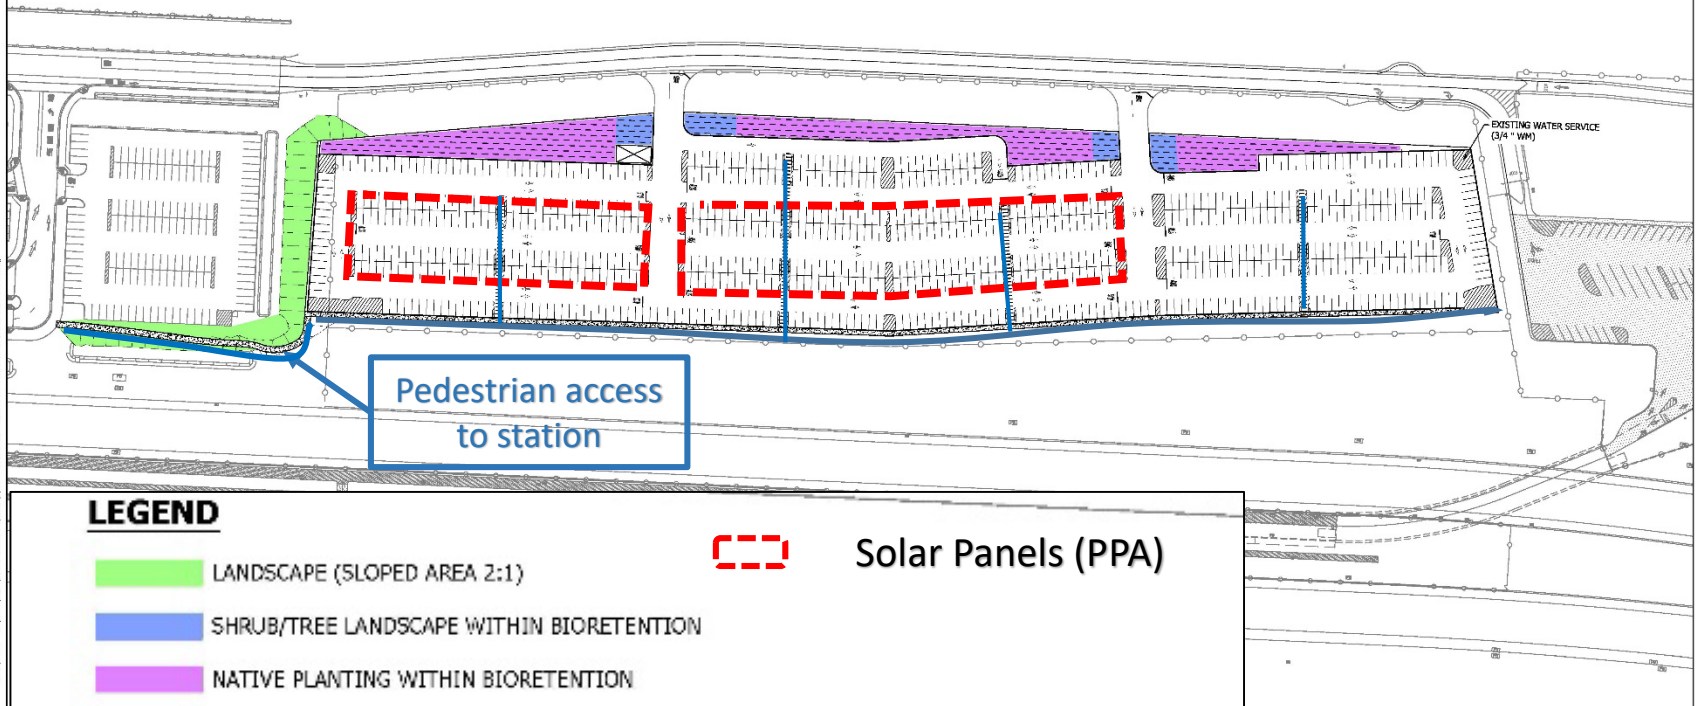 EXISTING WATER SERVICE
(3/4 " WM)
Pedestrian access
to station
LEGEND
LANDSCAPE (SLOPED AREA 2:1)
SHRUB/TREE LANDSCAPE WITHIN BIORETENTION
NATIVE PLANTING WITHIN BIORETENTION
Solar Panels (PPA)